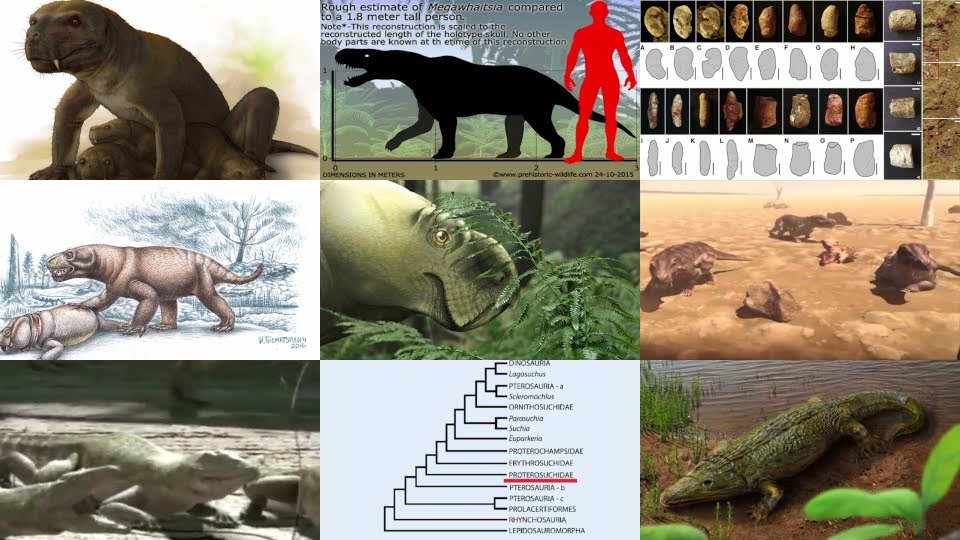 Rough estimate of Megawhaitsia compared
to a 1.8 meter tall person.
Note*-This reconstruction is scaled to the
reconstructed length of the holotype skull. No other
body parts are known at th etime of this reconstruction
1
0
0
1
2
3
DIMENSIONS IN METERS
©www.prehistoric-wildlife.com 24-10-2015
A B C D E F G H
I J K L M N O P
DINOSAURIA
Lagosuchus
PTEROSAURIA - a
Scleromochlus
ORNITHOSUCHIDAE
Parasuchia
Suchia
Euparkeria
PROTEROCHAMPSIDAE
ERYTHROSUCHIDAE
PROTEROSUCHIDAE
PTEROSAURIA - b
PTEROSAURIA - c
PROLACERTIFORMES
RHYNCHOSAURIA
LEPIDOSAUROMORPHA